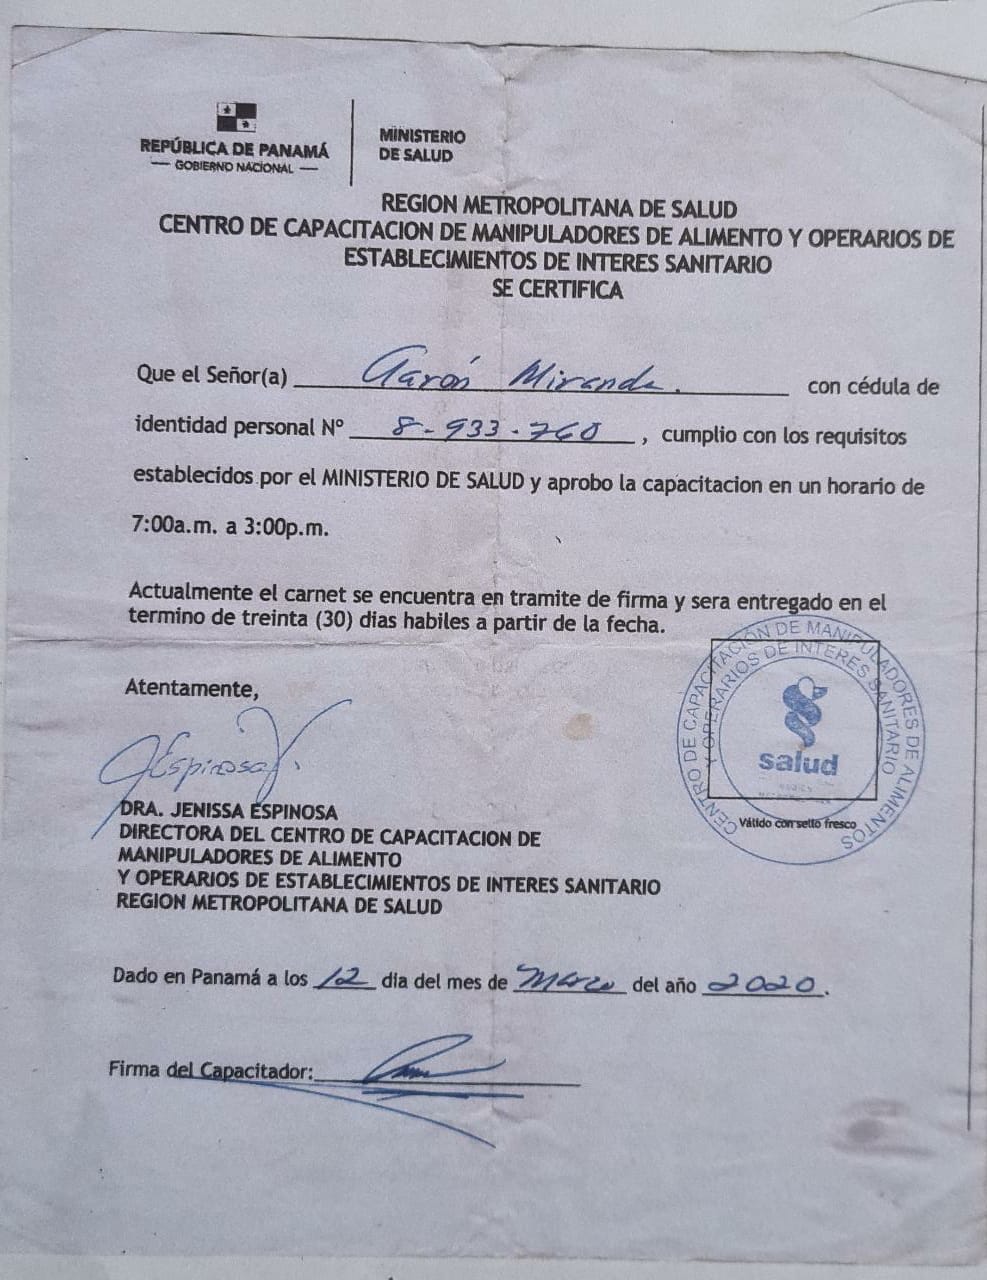 REPÚBLICA DE PANAMÁ
— GOBIERNO NACIONAL —
MINISTERIO
DE SALUD
REGION METROPOLITANA DE SALUD
CENTRO DE CAPACITACION DE MANIPULADORES DE ALIMENTO Y OPERARIOS DE
ESTABLECIMIENTOS DE INTERES SANITARIO
SE CERTIFICA
Que el Señor(a) Aarón Miranda. con cédula de
identidad personal Nº 8-933-760, cumplio con los requisitos
establecidos por el MINISTERIO DE SALUD y aprobo la capacitacion en un horario de
7:00a.m. a 3:00p.m.
Actualmente el carnet se encuentra en tramite de firma y sera entregado en el
termino de treinta (30) dias habiles a partir de la fecha.
CENTRO DE CAPACITACIÓN DE MANIPULADORES DE ALIMENTOS
Y OPERARIOS DE INTERES SANITARIO
salud
Válido con sello fresco
Atentamente,
JEspinosa
DRA. JENISSA ESPINOSA
DIRECTORA DEL CENTRO DE CAPACITACION DE
MANIPULADORES DE ALIMENTO
Y OPERARIOS DE ESTABLECIMIENTOS DE INTERES SANITARIO
REGION METROPOLITANA DE SALUD
Dado en Panamá a los 12 dia del mes de Marzo del año 2020.
Firma del Capacitador: